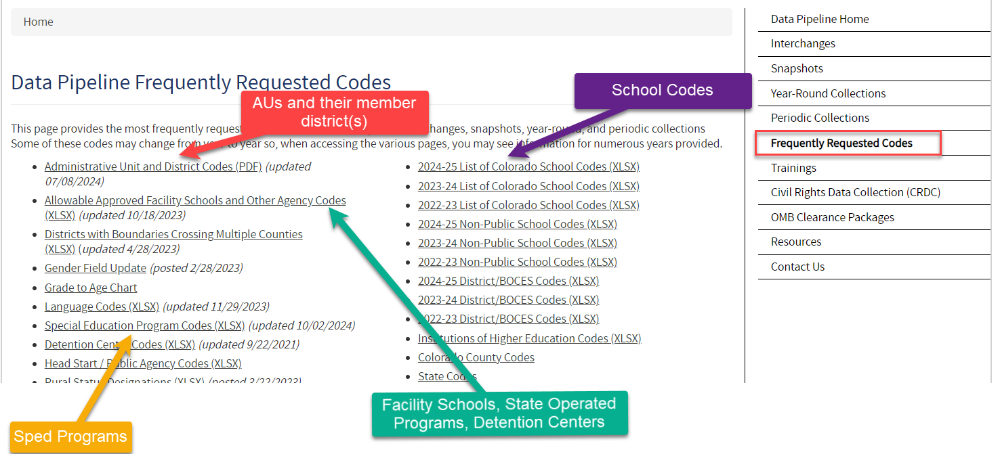 Home
Data Pipeline Frequently Requested Codes
AUs and their member
district(s)
School Codes
This page provides the most frequently reques hanges, snapshots, year-round, and periodic collections
Some of these codes may change from year to year so, when accessing the various pages, you may see information for numerous years provided.
Administrative Unit and District Codes (PDF) (updated
07/08/2024)
Allowable Approved Facility Schools and Other Agency Codes
(XLSX) (updated 10/18/2023)
Districts with Boundaries Crossing Multiple Counties
(XLSX) (updated 4/28/2023)
Gender Field Update (posted 2/28/2023)
Grade to Age Chart
Language Codes (XLSX) (updated 11/29/2023)
Special Education Program Codes (XLSX) (updated 10/02/2024)
Detention Center Codes (XLSX) (updated 9/22/2021)
Head Start / Public Agency Codes (XLSX)
Rural Status Designations (XLSX) (posted 3/22/2023)
2024-25 List of Colorado School Codes (XLSX)
2023-24 List of Colorado School Codes (XLSX)
2022-23 List of Colorado School Codes (XLSX)
2024-25 Non-Public School Codes (XLSX)
2023-24 Non-Public School Codes (XLSX)
2022-23 Non-Public School Codes (XLSX)
2024-25 District/BOCES Codes (XLSX)
2023-24 District/BOCES Codes (XLSX)
2022-23 District/BOCES Codes (XLSX)
Institutions of Higher Education Codes (XLSX)
Colorado County Codes
State Codes
Sped Programs
Facility Schools, State Operated
Programs, Detention Centers
Data Pipeline Home
Interchanges
Snapshots
Year-Round Collections
Periodic Collections
Frequently Requested Codes
Trainings
Civil Rights Data Collection (CRDC)
OMB Clearance Packages
Resources
Contact Us